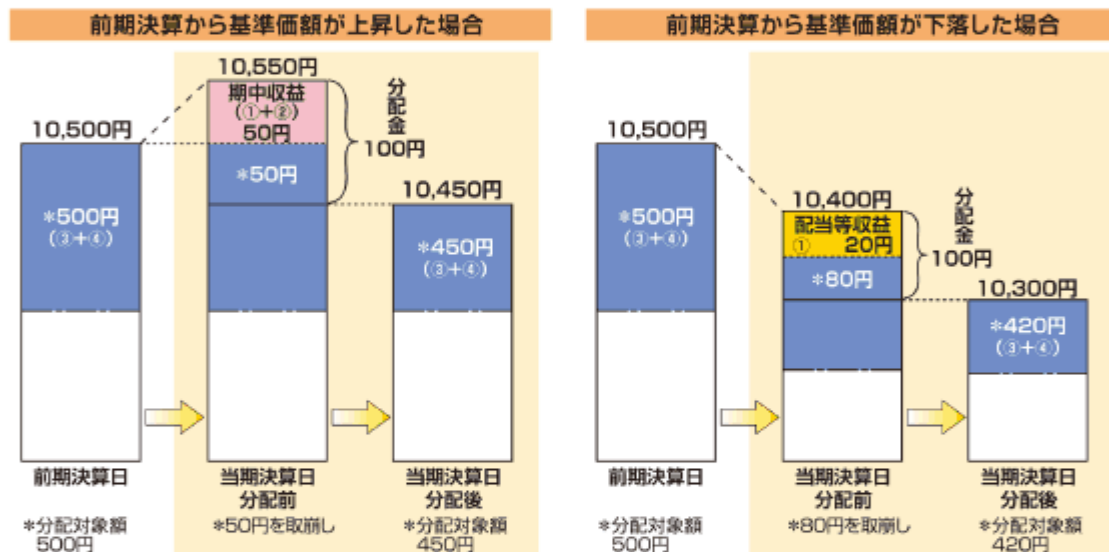 前期決算から基準価額が上昇した場合
10,550円
期中収益
(①+②)
50円
分配金
100円
10,500円
*50円
10,450円
*500円
(③+④)
*450円
(③+④)
前期決算日
当期決算日
分配前
当期決算日
分配後
*分配対象額
500円
*50円を取崩し
*分配対象額
450円
前期決算から基準価額が下落した場合
10,500円
10,400円
分配金
配当等収益
① 20円
100円
*500円
(③+④)
*80円
10,300円
*420円
(③+④)
前期決算日
当期決算日
分配前
当期決算日
分配後
*分配対象額
500円
*80円を取崩し
*分配対象額
420円